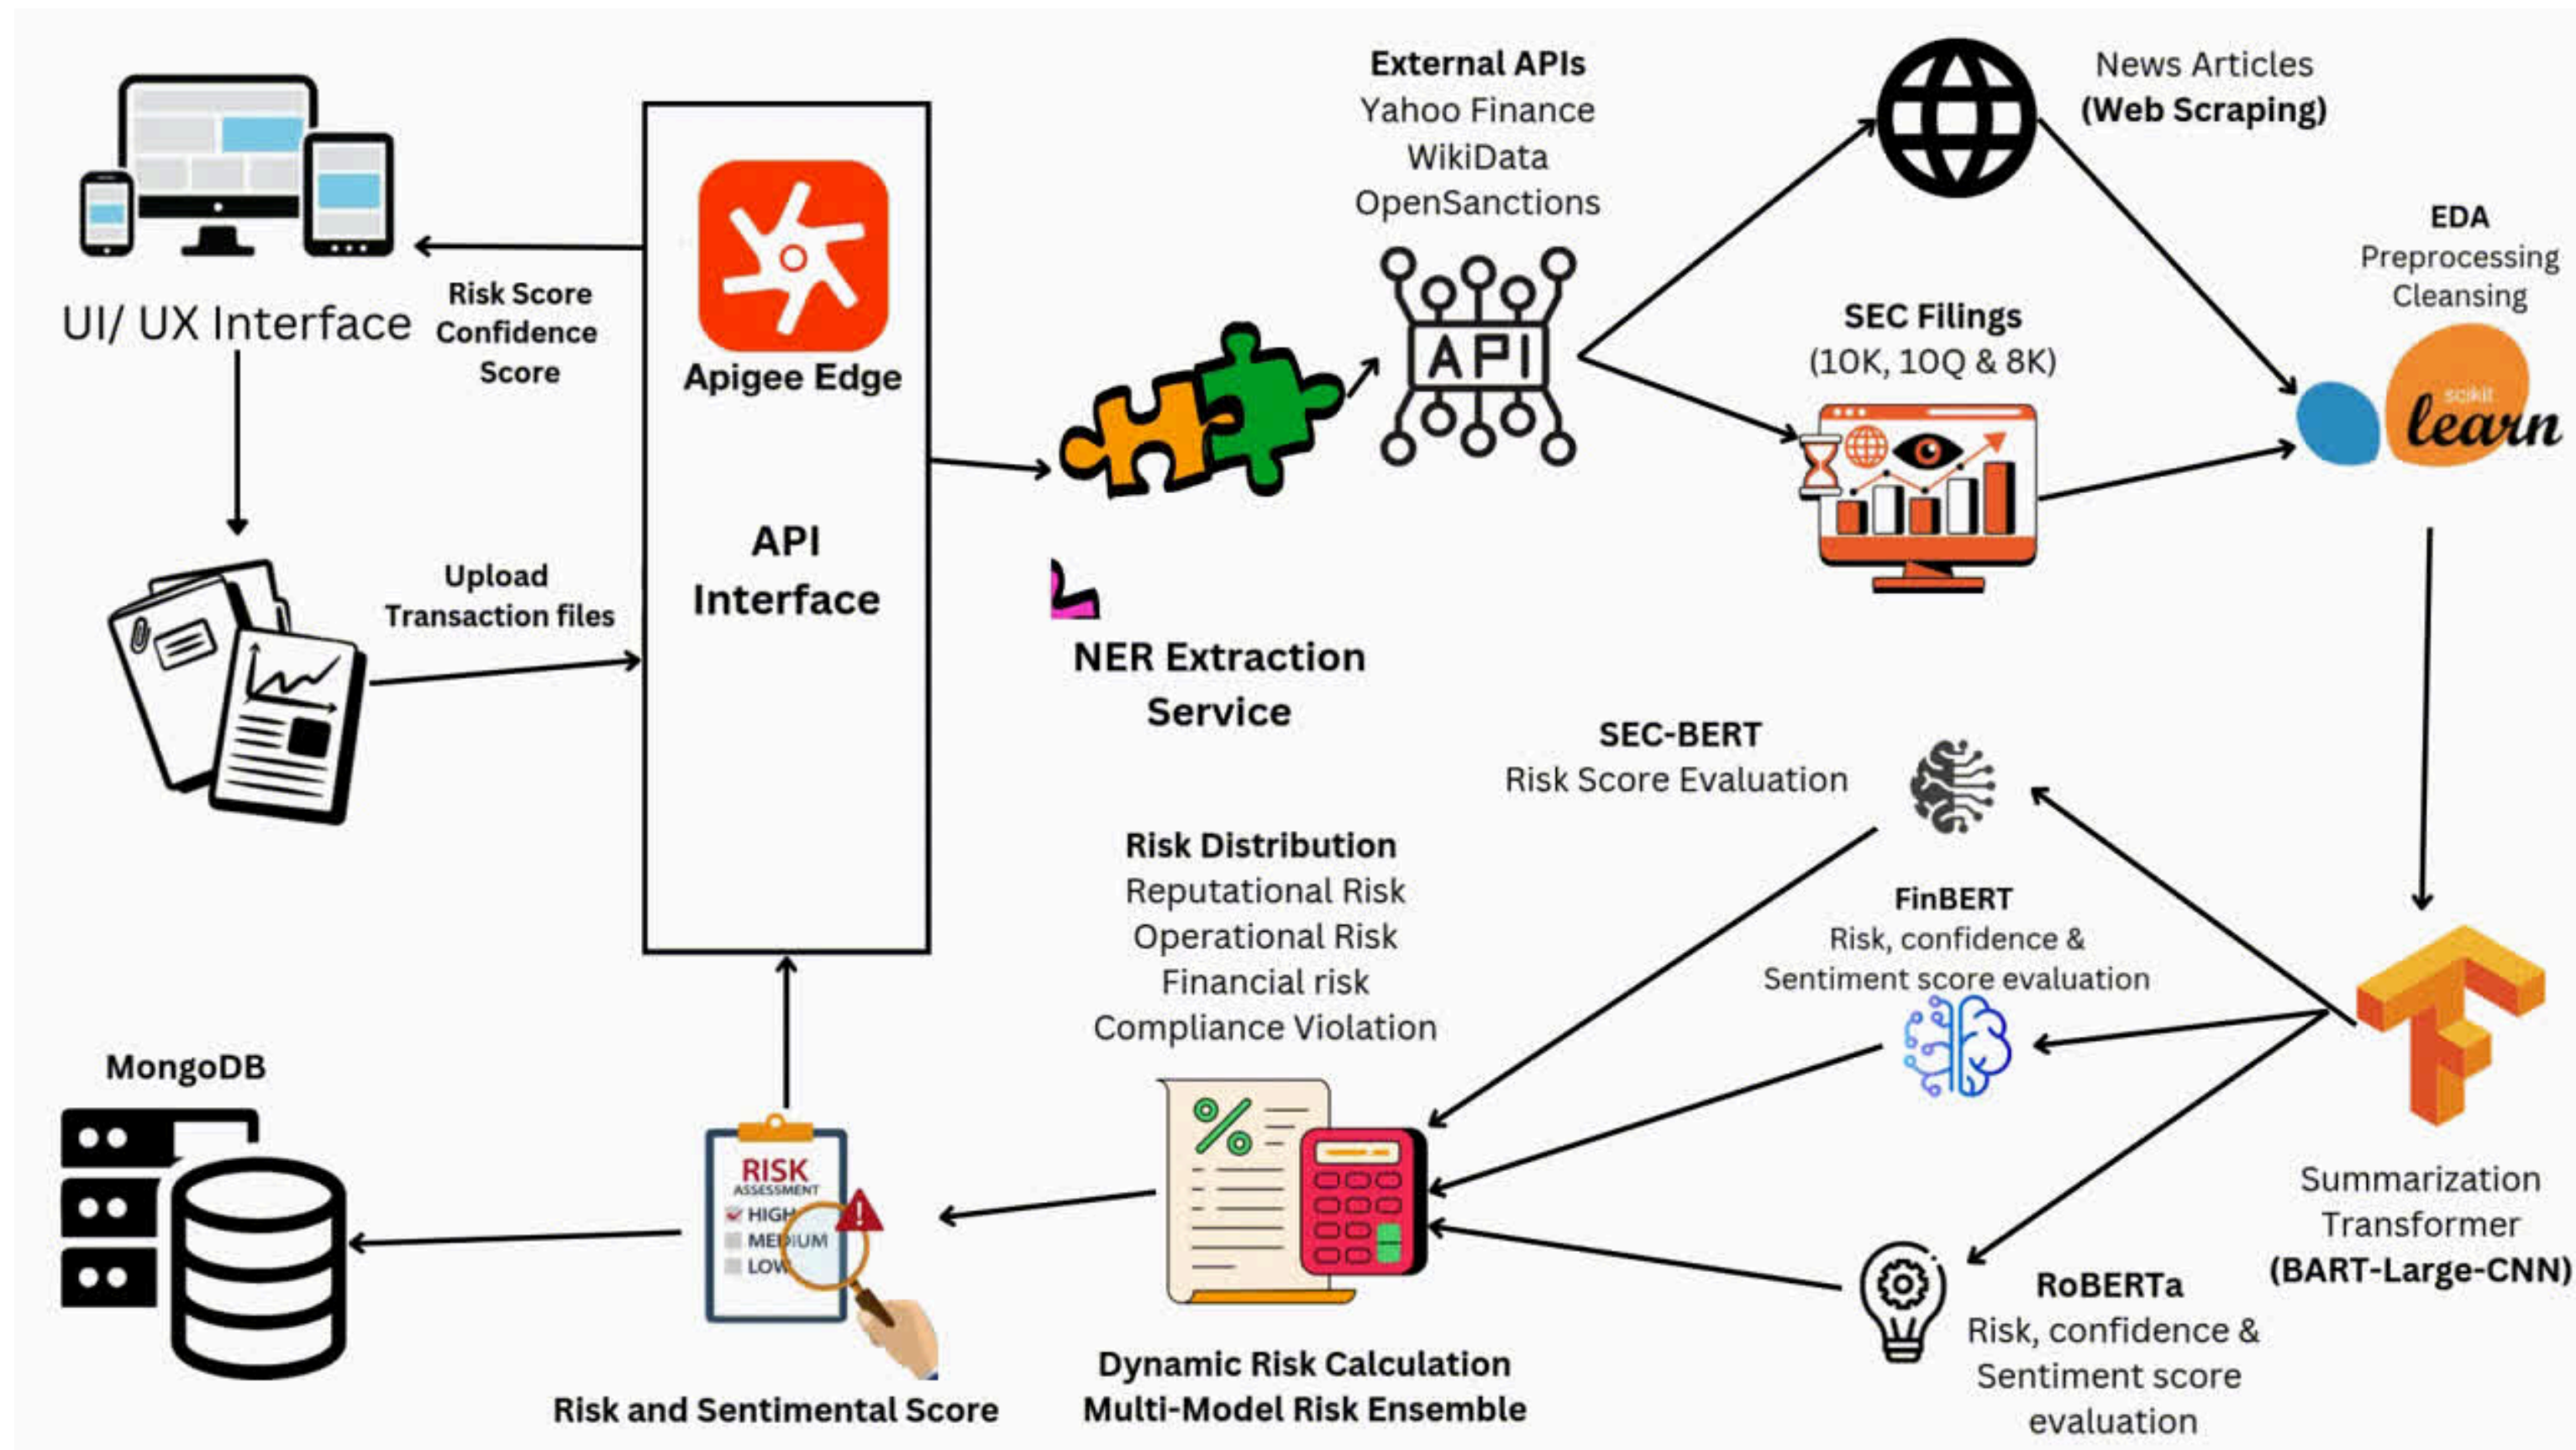 UI/ UX Interface
Risk Score
Confidence
Score
Upload
Transaction files
Apigee Edge
API
Interface
NER Extraction
Service
External APIs
Yahoo Finance
WikiData
OpenSanctions
API
News Articles
(Web Scraping)
SEC Filings
(10K, 10Q & 8K)
EDA
Preprocessing
Cleansing
scikit
learn
SEC-BERT
Risk Score Evaluation
FinBERT
Risk, confidence &
Sentiment score evaluation
Summarization
Transformer
(BART-Large-CNN)
RoBERTa
Risk, confidence &
Sentiment score
evaluation
Risk Distribution
Reputational Risk
Operational Risk
Financial risk
Compliance Violation
%
Dynamic Risk Calculation
Multi-Model Risk Ensemble
RISK
ASSESSMENT
HIGH
MEDIUM
LOW
!
Risk and Sentimental Score
MongoDB